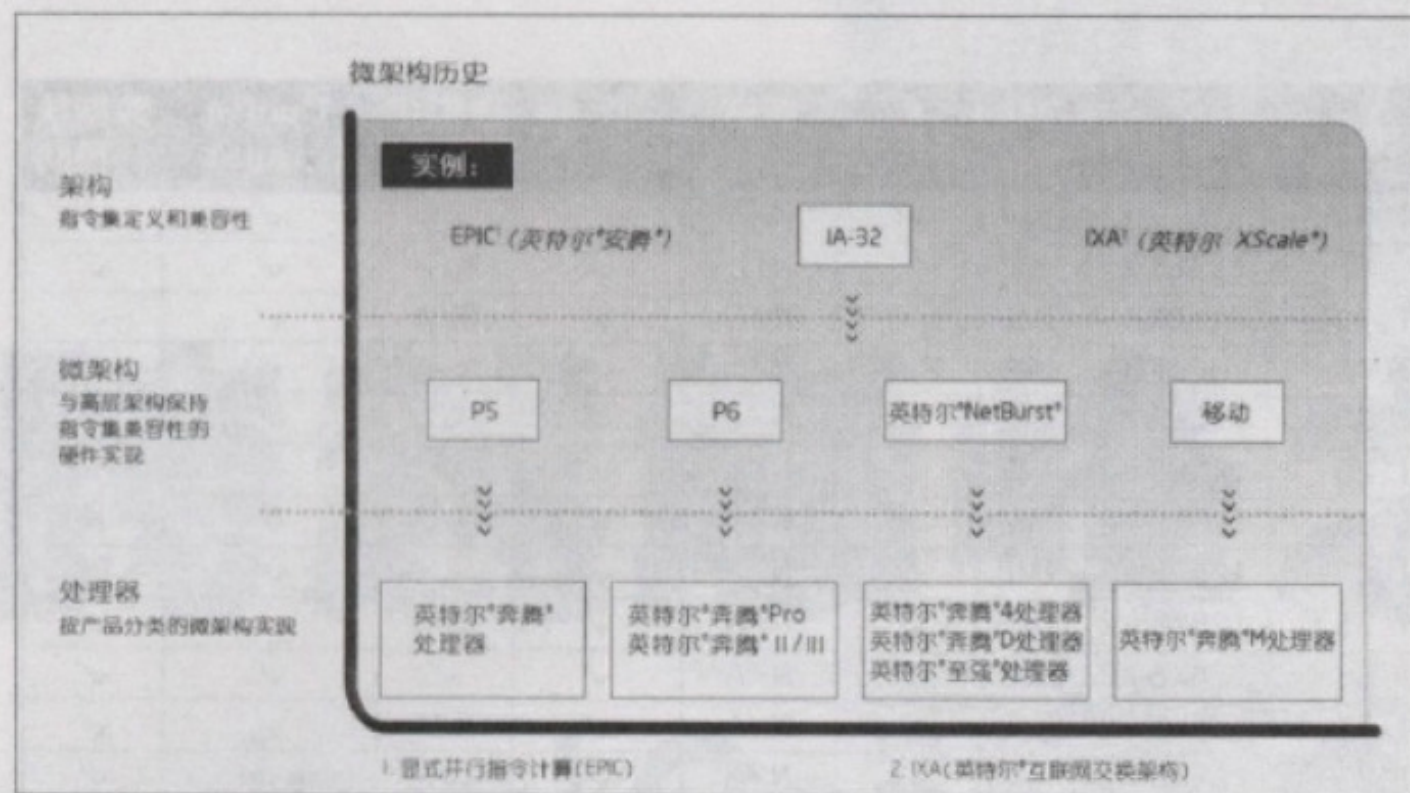 微架构历史
实例:
架构
指令集定义和兼容性
EPIC¹ (英特尔®安腾®)
IA-32
IXA² (英特尔 XScale®)
微架构
与高层架构保持
指令集兼容性的
硬件实现
P5
P6
英特尔®NetBurst®
移动
处理器
按产品分类的微架构实现
英特尔®奔腾®
处理器
英特尔®奔腾®Pro
英特尔®奔腾® II/III
英特尔®奔腾®4处理器
英特尔®奔腾®D处理器
英特尔®至强®处理器
英特尔®奔腾®M处理器
1. 显式并行指令计算(EPIC)
2. IXA(英特尔®互联网交换架构)